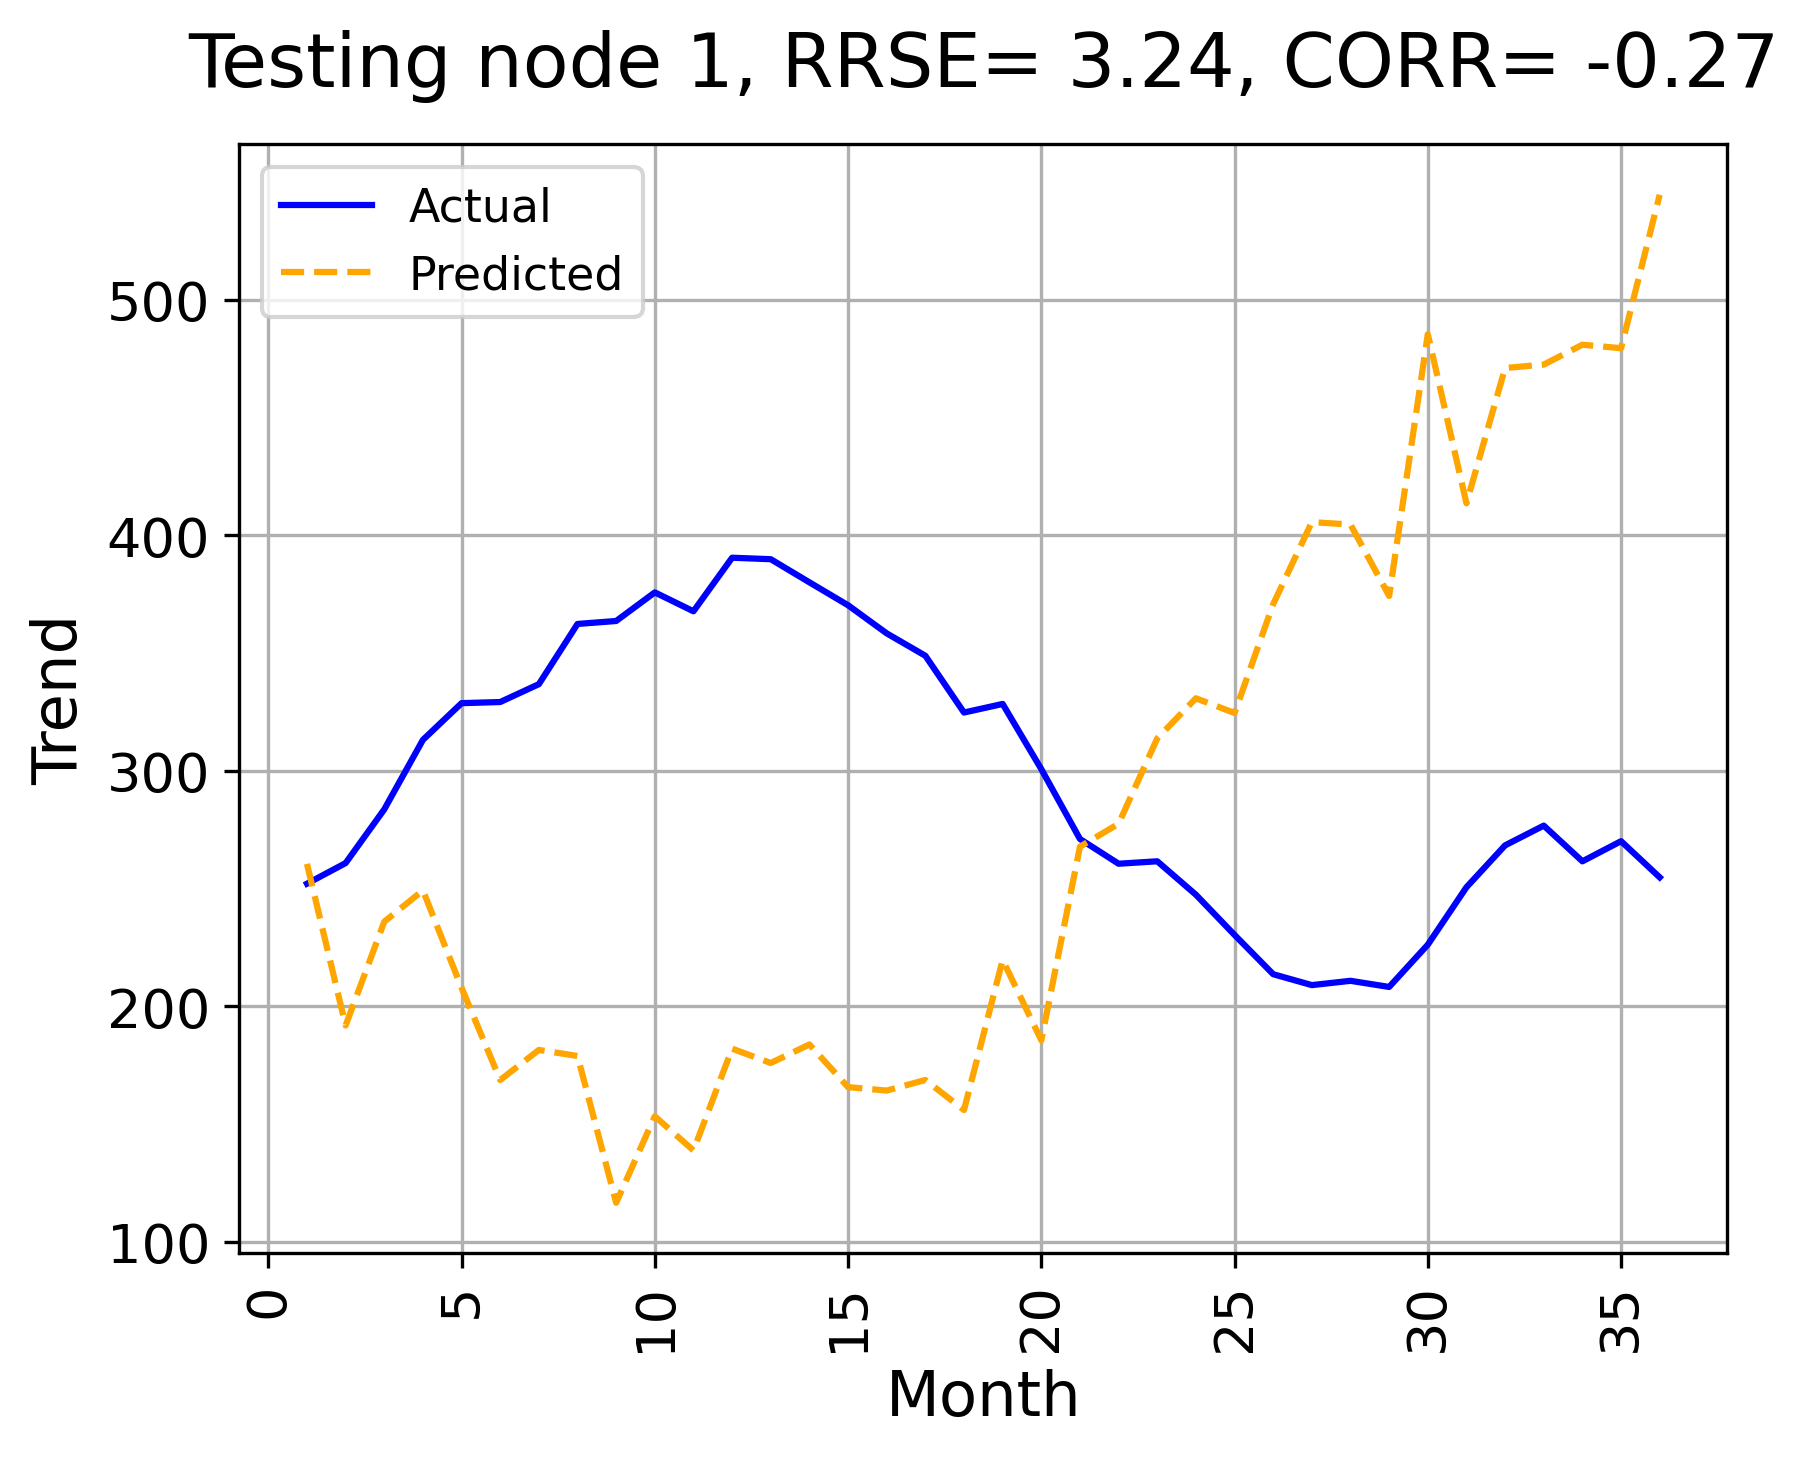 Testing node 1, RRSE= 3.24, CORR= -0.27
Actual
Predicted
Trend
500
400
300
200
100
0
5
10
15
20
25
30
35
Month